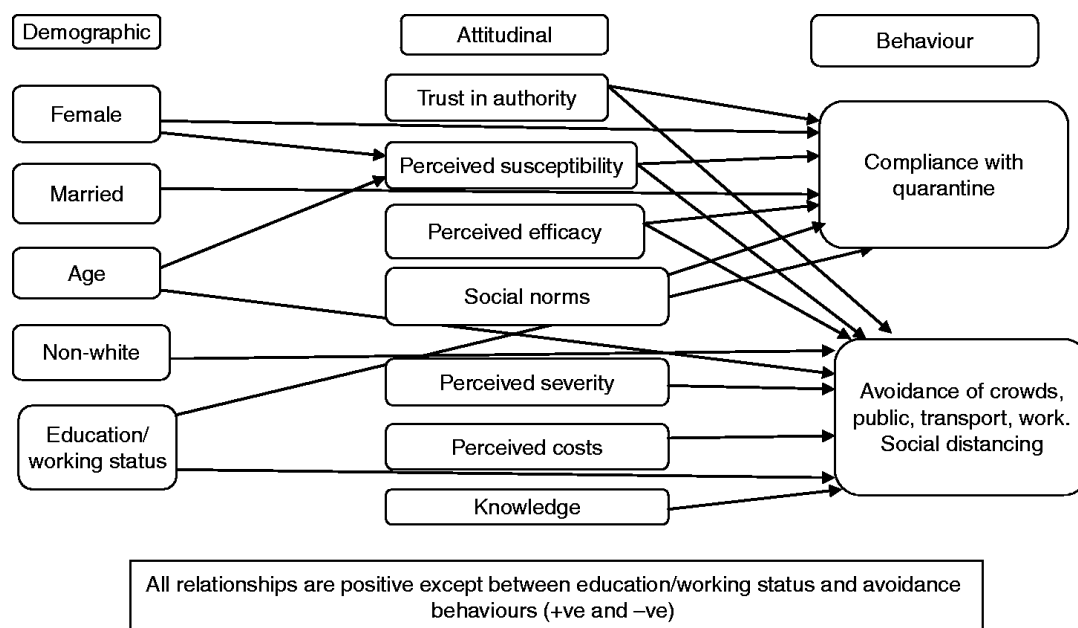 Demographic
Attitudinal
Behaviour
Female
Married
Age
Non-white
Education/
working status
Trust in authority
Perceived susceptibility
Perceived efficacy
Social norms
Perceived severity
Perceived costs
Knowledge
Compliance with
quarantine
Avoidance of crowds,
public, transport, work.
Social distancing
All relationships are positive except between education/working status and avoidance
behaviours (+ve and –ve)